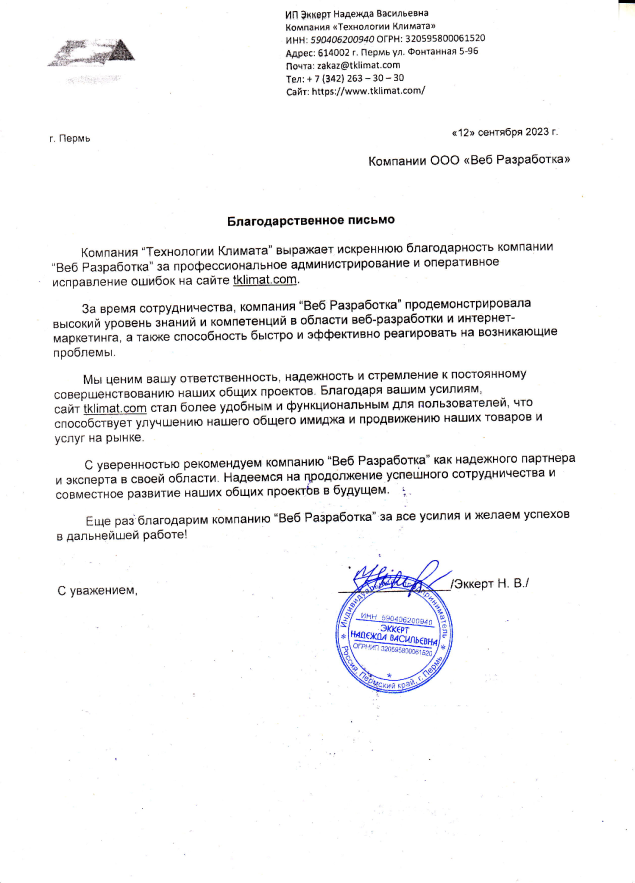 ИП Эккерт Надежда Васильевна
Компания «Технологии Климата»
ИНН: 590406200940 ОГРН: 320595800061520
Адрес: 614002 г. Пермь ул. Фонтанная 5-96
Почта: zakaz@tklimat.com
Тел: + 7 (342) 263 – 30 – 30
Сайт: https://www.tklimat.com/
г. Пермь
«12» сентября 2023 г.
Компании ООО «Веб Разработка»
Благодарственное письмо
Компания “Технологии Климата” выражает искреннюю благодарность компании
“Веб Разработка” за профессиональное администрирование и оперативное
исправление ошибок на сайте tklimat.com.
За время сотрудничества, компания “Веб Разработка” продемонстрировала
высокий уровень знаний и компетенций в области веб-разработки и интернет-
маркетинга, а также способность быстро и эффективно реагировать на возникающие
проблемы.
Мы ценим вашу ответственность, надежность и стремление к постоянному
совершенствованию наших общих проектов. Благодаря вашим усилиям,
сайт tklimat.com стал более удобным и функциональным для пользователей, что
способствует улучшению нашего общего имиджа и продвижению наших товаров и
услуг на рынке.
С уверенностью рекомендуем компанию “Веб Разработка” как надежного партнера
и эксперта в своей области. Надеемся на продолжение успешного сотрудничества и
совместное развитие наших общих проектов в будущем.
Еще раз благодарим компанию “Веб Разработка” за все усилия и желаем успехов
в дальнейшей работе!
С уважением,
/Эккерт Н. В./
ИНН 590406200940
ЭККЕРТ
НАДЕЖДА ВАСИЛЬЕВНА
ОГРНИП 320595800061520
Россия, Пермский край, г. Пермь